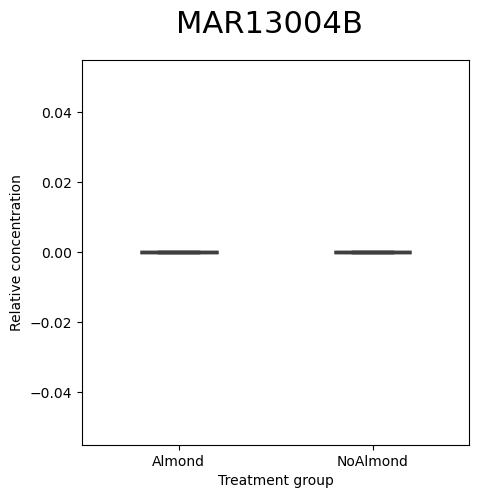 MAR13004B
Relative concentration
0.04
0.02
0.00
−0.02
−0.04
Almond
NoAlmond
Treatment group